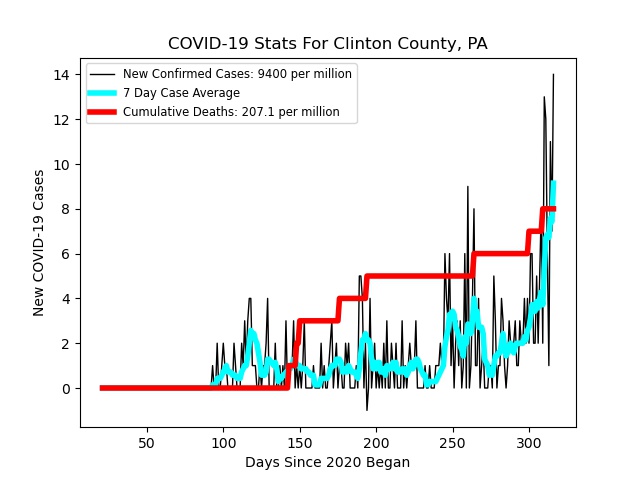 COVID-19 Stats For Clinton County, PA
New Confirmed Cases: 9400 per million
7 Day Case Average
Cumulative Deaths: 207.1 per million
New COVID-19 Cases
14
12
10
8
6
4
2
0
50 100 150 200 250 300
Days Since 2020 Began